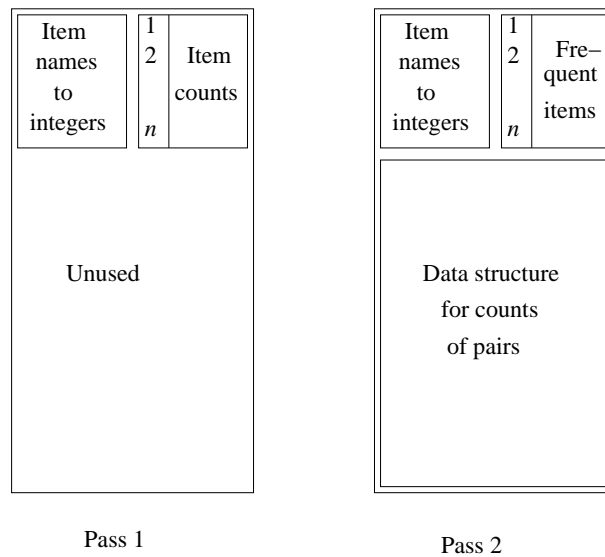 Item
names
to
integers
1
2
n
Item
counts
Unused
Pass 1
Item
names
to
integers
1
2
n
Fre–
quent
items
Data structure
for counts
of pairs
Pass 2